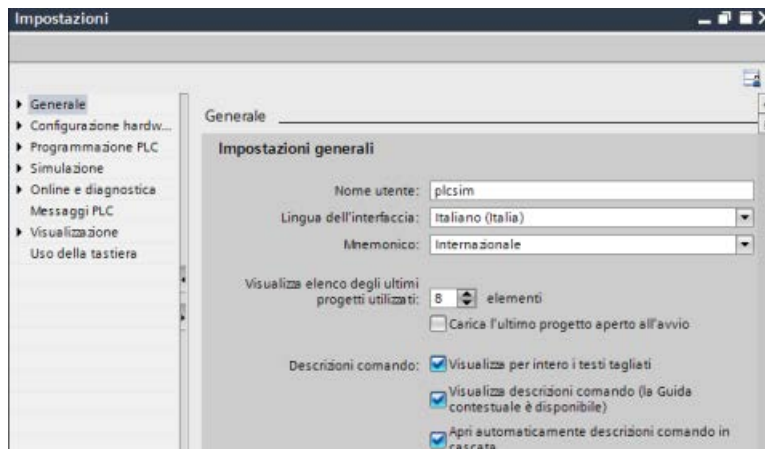 Impostazioni
Generale
Configurazione hardw...
Programmazione PLC
Simulazione
Online e diagnostica
Messaggi PLC
Visualizzazione
Uso della tastiera
Generale
Impostazioni generali
Nome utente: plcsim
Lingua dell'interfaccia: Italiano (Italia)
Mnemonico: Internazionale
Visualizza elenco degli ultimi
progetti utilizzati: 8 elementi
Carica l'ultimo progetto aperto all'avvio
Descrizioni comando: Visualizza per intero i testi tagliati
Visualizza descrizioni comando (la Guida
contestuale è disponibile)
Apri automaticamente descrizioni comando in
cascata